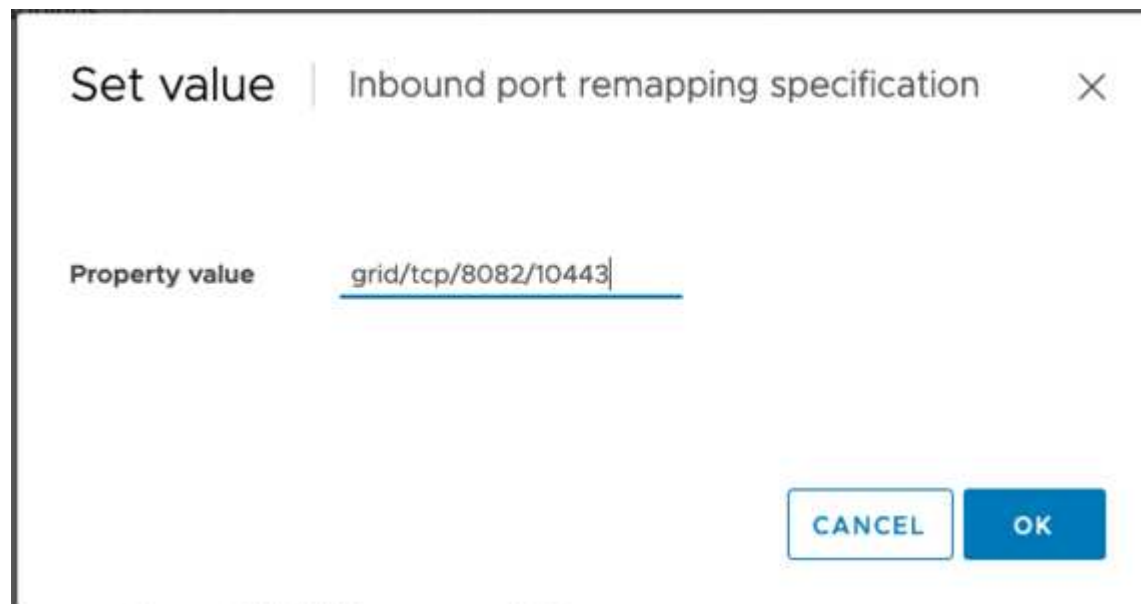 Set value Inbound port remapping specification
Property value grid/tcp/8082/10443
CANCEL OK